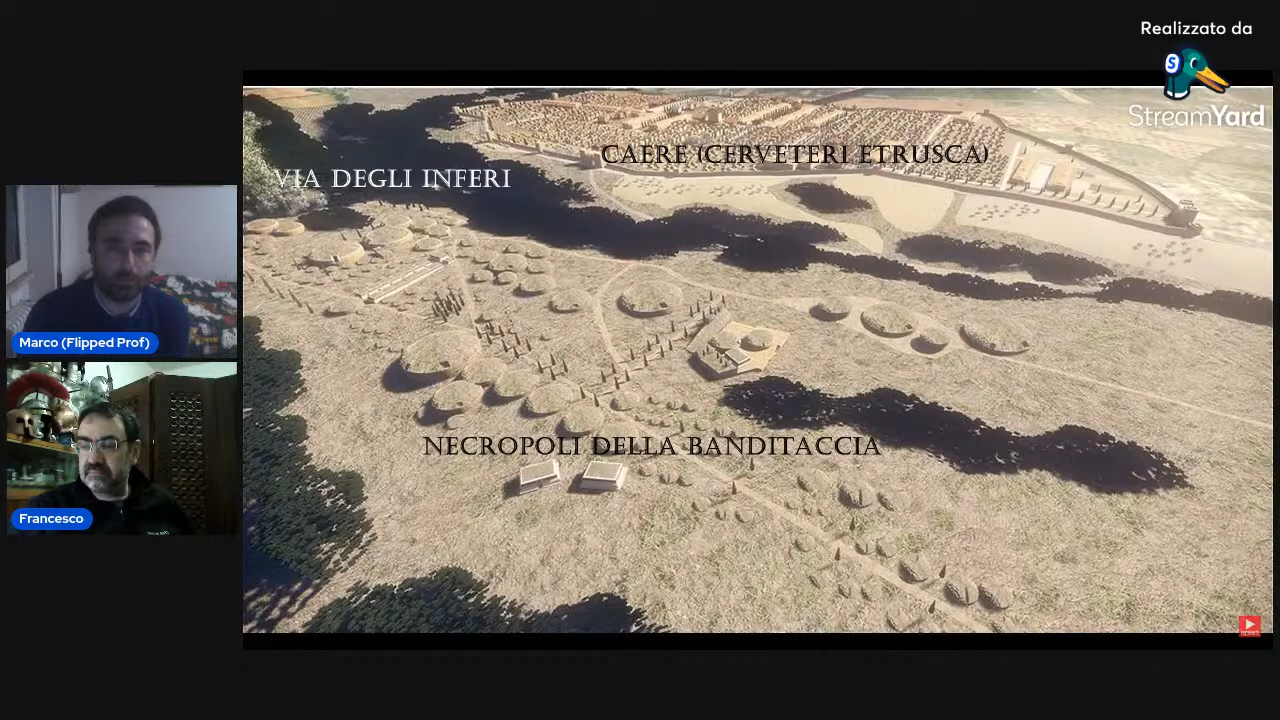 Realizzato da
S
StreamYard
CAERE (CERVETERI ETRUSCA)
VIA DEGLI INFERI
Marco (Flipped Prof)
NECROPOLI DELLA BANDITACCIA
Francesco